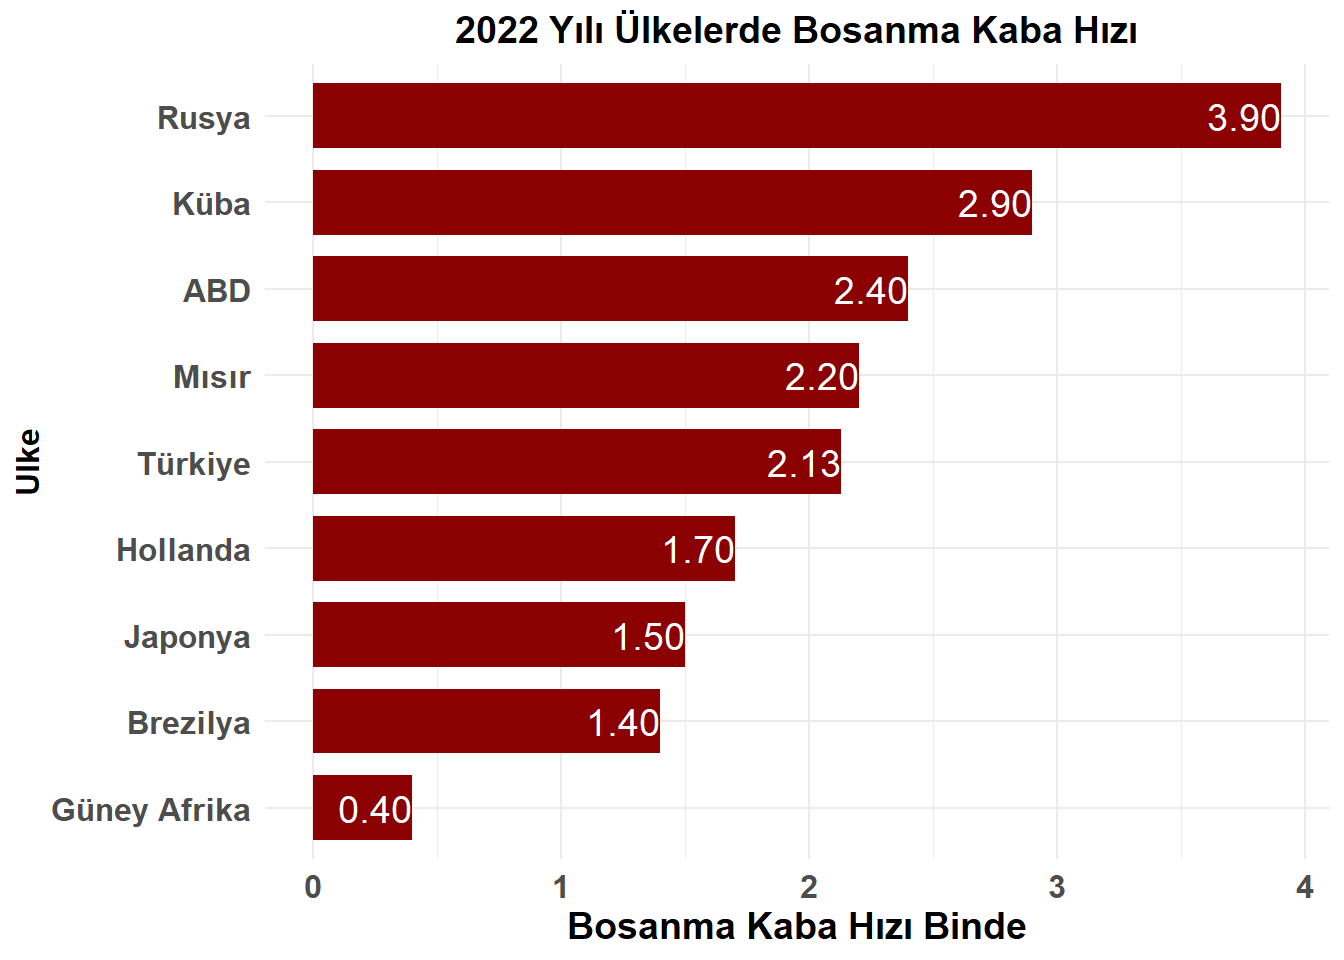 2022 Yılı Ülkelerde Bosanma Kaba Hızı
Rusya 3.90
Küba 2.90
ABD 2.40
Mısır 2.20
Türkiye 2.13
Hollanda 1.70
Japonya 1.50
Brezilya 1.40
Güney Afrika 0.40
Ulke
0 1 2 3 4
Bosanma Kaba Hızı Binde